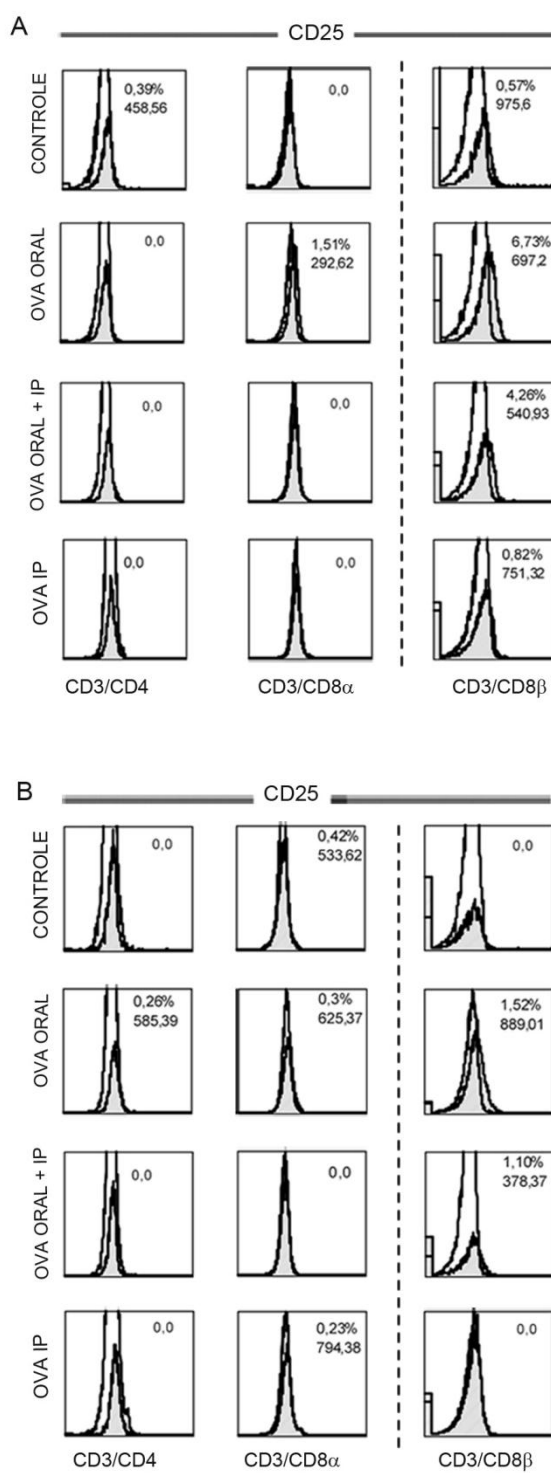 A
CD25
CONTROLE
0,39%
458,56
0,0
0,57%
975,6
OVA ORAL
0,0
1,51%
292,62
6,73%
697,2
OVA ORAL + IP
0,0
0,0
4,26%
540,93
OVA IP
0,0
0,0
0,82%
751,32
CD3/CD4
CD3/CD8α
CD3/CD8β
B
CD25
CONTROLE
0,0
0,42%
533,62
0,0
OVA ORAL
0,26%
585,39
0,3%
625,37
1,52%
889,01
OVA ORAL + IP
0,0
0,0
1,10%
378,37
OVA IP
0,0
0,23%
794,38
0,0
CD3/CD4
CD3/CD8α
CD3/CD8β